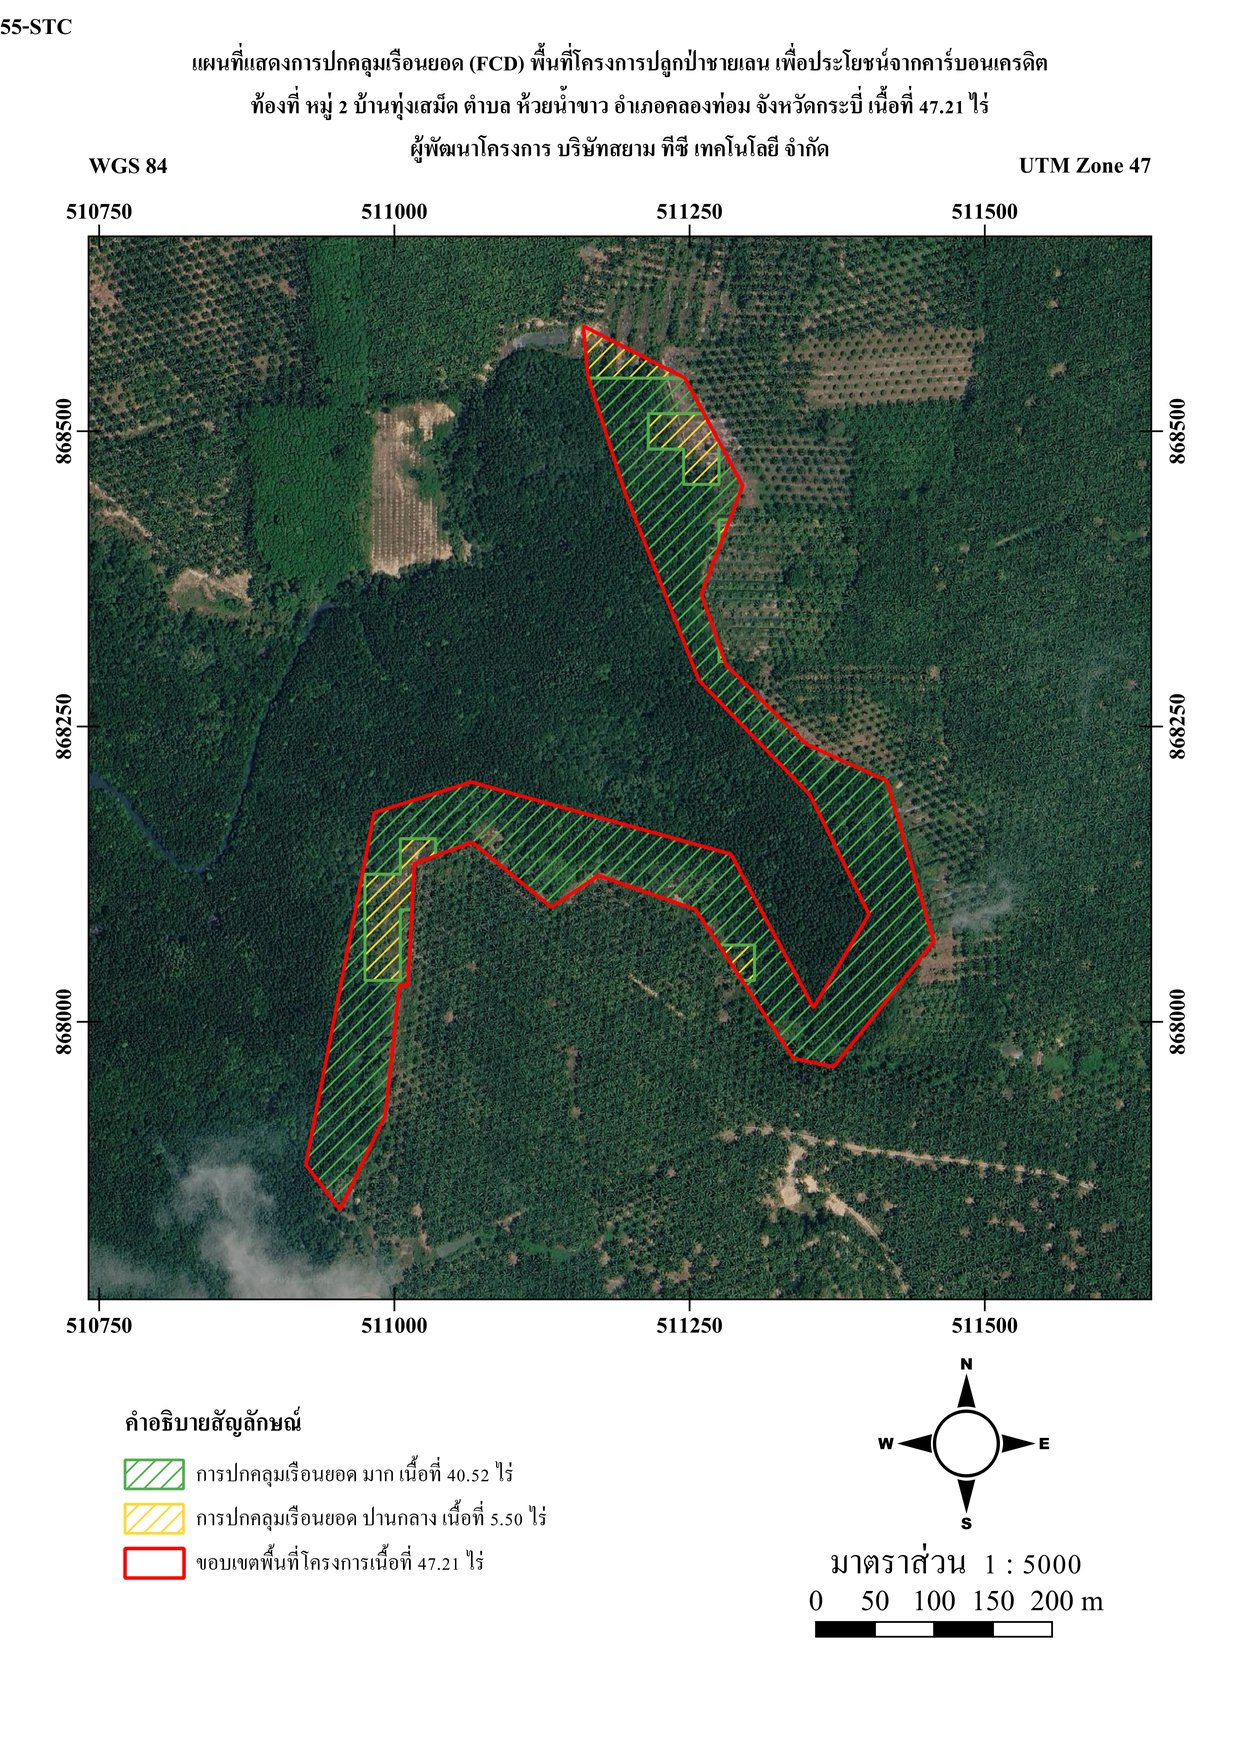 55-STC
แผนที่แสดงการปกคลุมเรือนยอด (FCD) พื้นที่โครงการปลูกป่าชายเลน เพื่อประโยชน์จากคาร์บอนเครดิต
ท้องที่ หมู่ 2 บ้านทุ่งเสม็ด ตำบล ห้วยน้ำขาว อำเภอคลองท่อม จังหวัดกระบี่ เนื้อที่ 47.21 ไร่
ผู้พัฒนาโครงการ บริษัทสยาม ทีซี เทคโนโลยี จำกัด
WGS 84 UTM Zone 47
510750 511000 511250 511500
868500 868500
868250 868250
868000 868000
510750 511000 511250 511500
N
W E
S
คำอธิบายสัญลักษณ์
การปกคลุมเรือนยอด มาก เนื้อที่ 40.52 ไร่
การปกคลุมเรือนยอด ปานกลาง เนื้อที่ 5.50 ไร่
ขอบเขตพื้นที่โครงการเนื้อที่ 47.21 ไร่
มาตราส่วน 1 : 5000
0 50 100 150 200 m